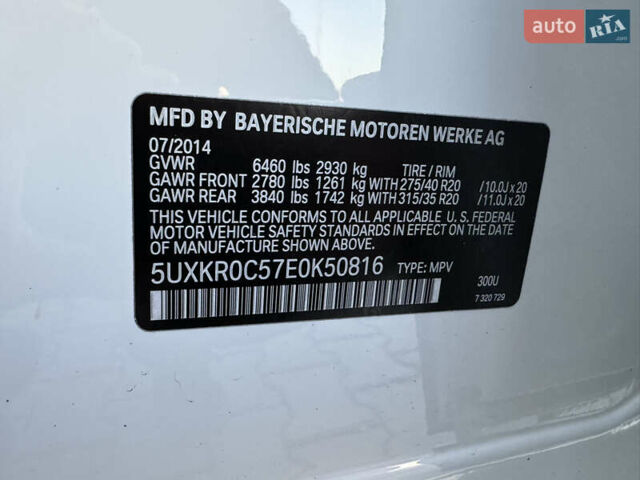 auto RIA.com
MFD BY BAYERISCHE MOTOREN WERKE AG
07/2014
GVWR 6460 lbs 2930 kg TIRE / RIM
GAWR FRONT 2780 lbs 1261 kg WITH 275/40 R20 /10.0J x 20
GAWR REAR 3840 lbs 1742 kg WITH 315/35 R20 /11.0J x 20
THIS VEHICLE CONFORMS TO ALL APPLICABLE U. S. FEDERAL
MOTOR VEHICLE SAFETY STANDARDS IN EFFECT ON THE DATE OF
MANUFACTURE SHOWN ABOVE.
5UXKR0C57E0K50816 TYPE: MPV
300U
7 320 729